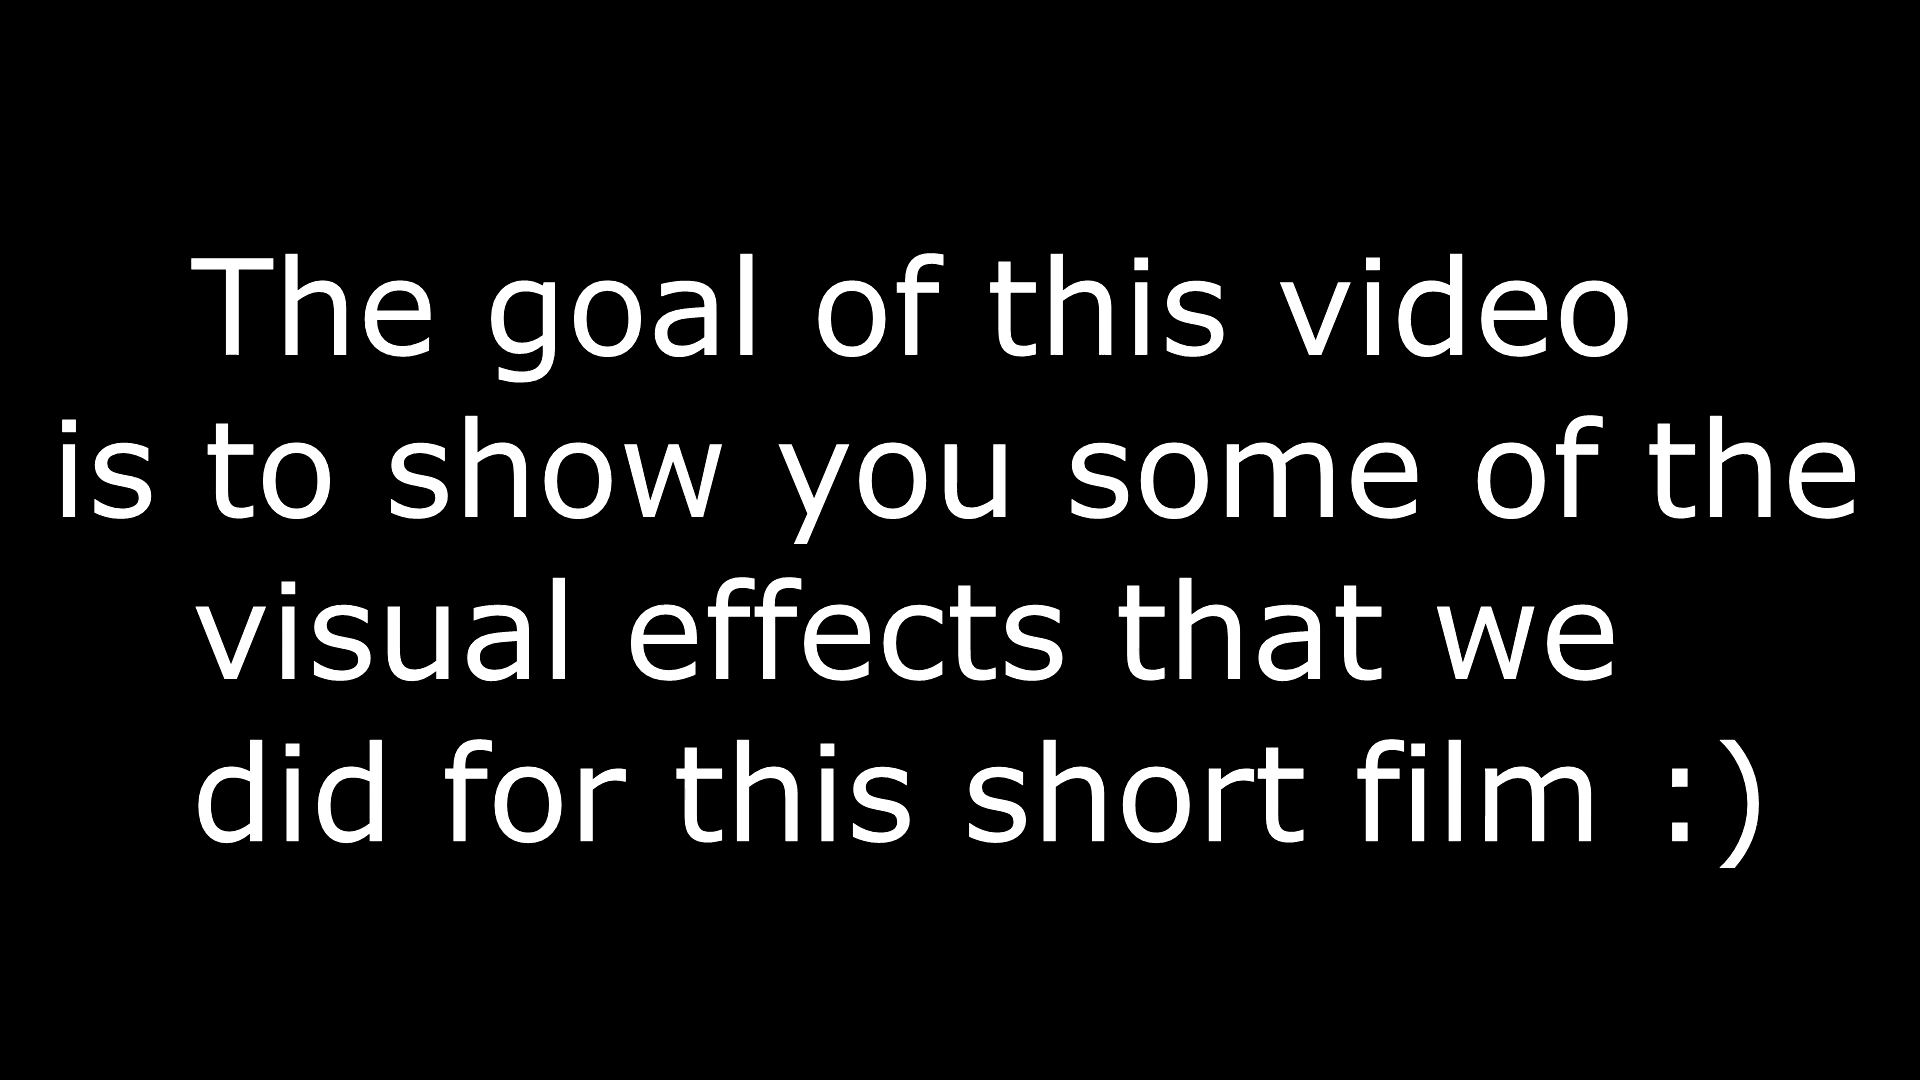 The goal of this video
is to show you some of the
visual effects that we
did for this short film :)